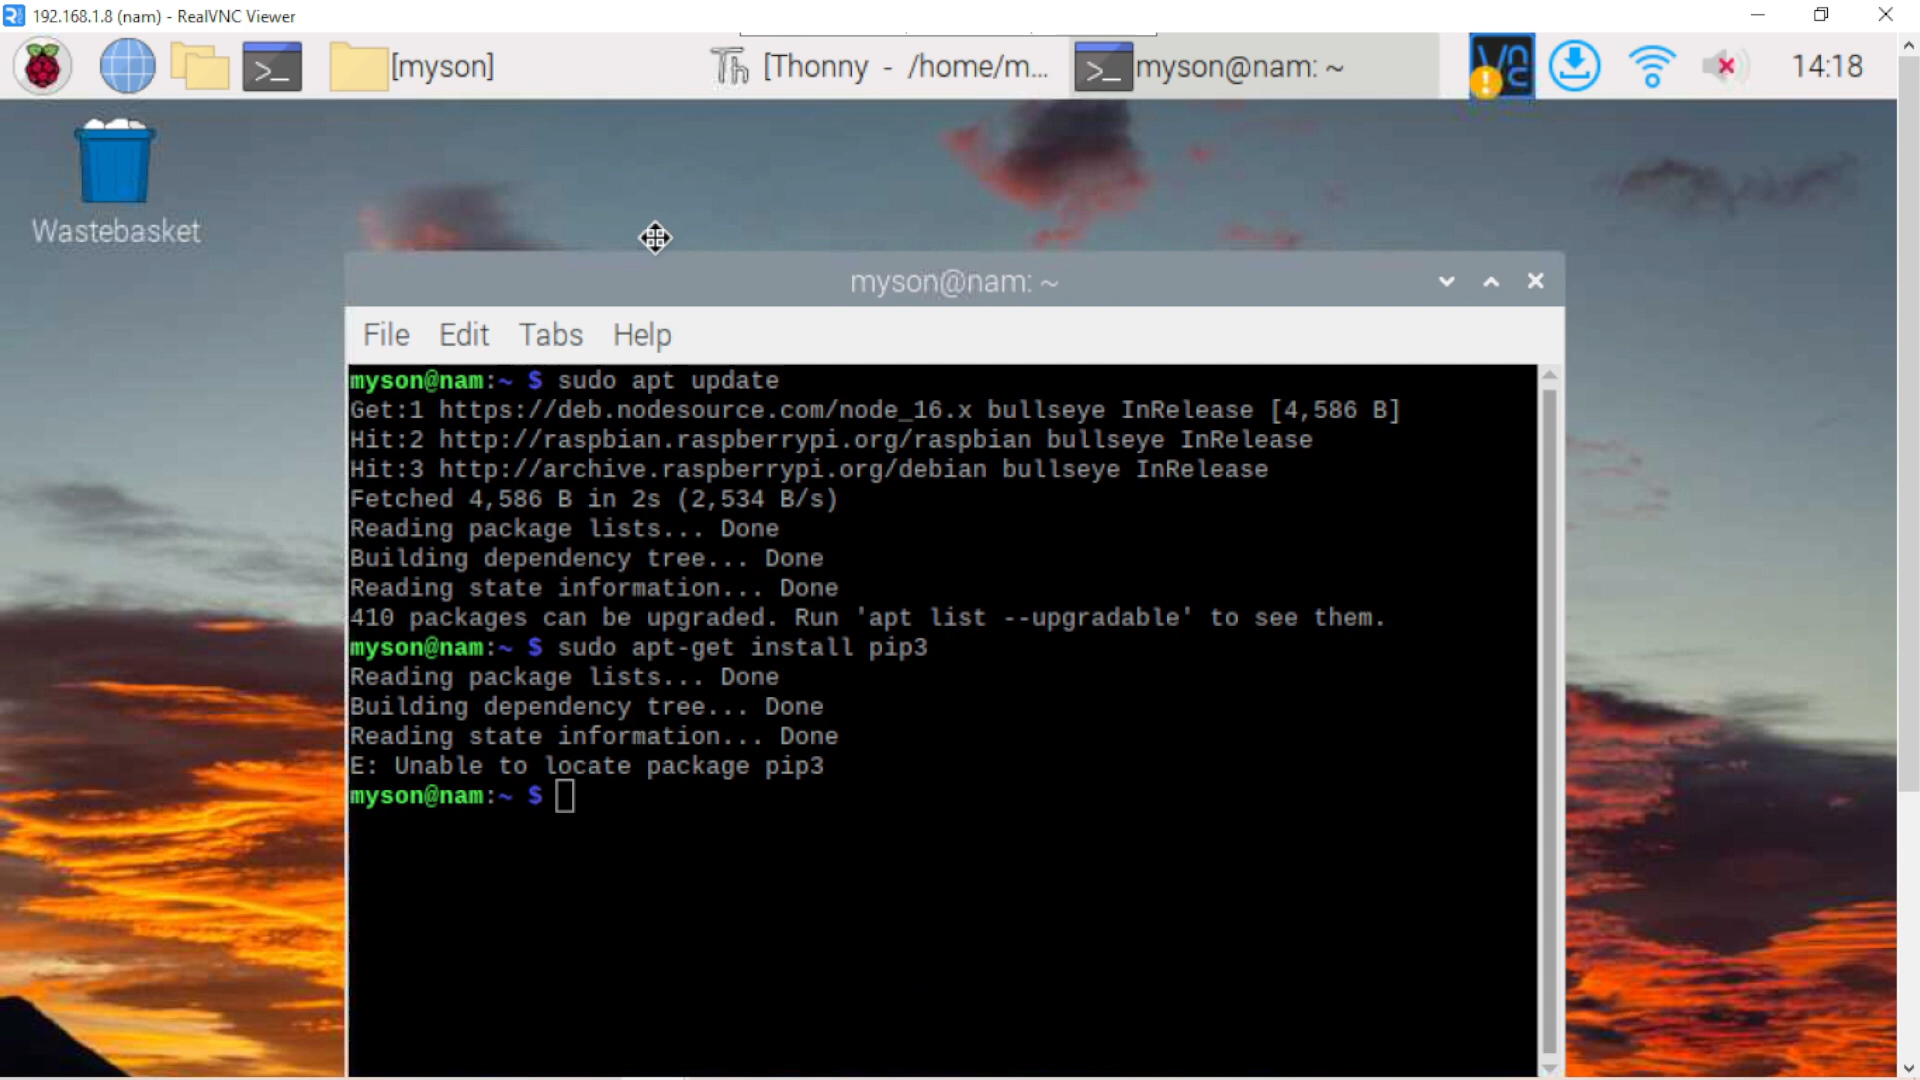 192.168.1.8 (nam) - RealVNC Viewer
[myson]
Th [Thonny - /home/m...
>_ myson@nam: ~
14:18
Wastebasket
myson@nam: ~
File Edit Tabs Help
myson@nam:~ $ sudo apt update
Get:1 https://deb.nodesource.com/node_16.x bullseye InRelease [4,586 B]
Hit:2 http://raspbian.raspberrypi.org/raspbian bullseye InRelease
Hit:3 http://archive.raspberrypi.org/debian bullseye InRelease
Fetched 4,586 B in 2s (2,534 B/s)
Reading package lists... Done
Building dependency tree... Done
Reading state information... Done
410 packages can be upgraded. Run 'apt list --upgradable' to see them.
myson@nam:~ $ sudo apt-get install pip3
Reading package lists... Done
Building dependency tree... Done
Reading state information... Done
E: Unable to locate package pip3
myson@nam:~ $